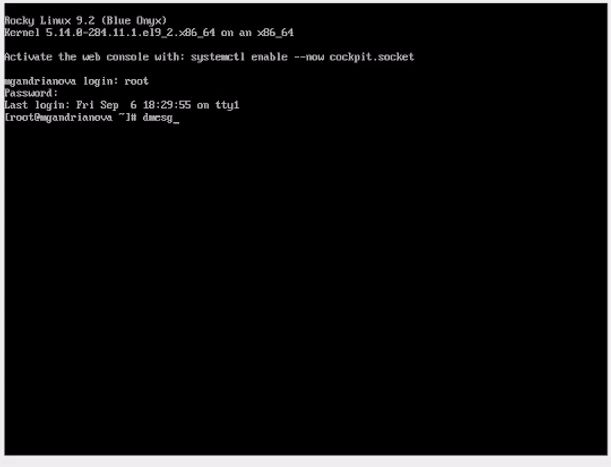 Rocky Linux 9.2 (Blue Onyx)
Kernel 5.14.0-284.11.1.el9_2.x86_64 on an x86_64
Activate the web console with: systemctl enable --now cockpit.socket
mgandrianova login: root
Password:
Last login: Fri Sep  6 18:29:55 on tty1
[root@mgandrianova ~]# dmesg_